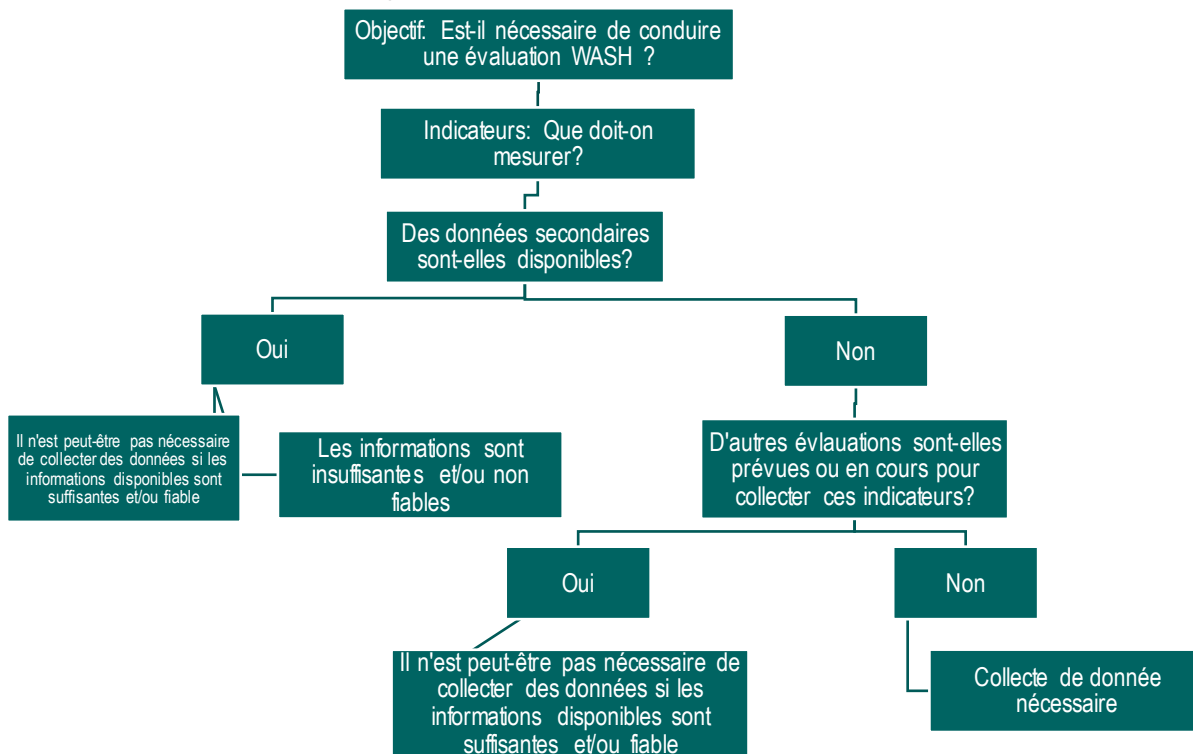 Objectif: Est-il nécessaire de conduire
une évaluation WASH ?
Indicateurs: Que doit-on
mesurer?
Des données secondaires
sont-elles disponibles?
Oui
Non
Il n'est peut-être pas nécessaire
de collecter des données si les
informations disponibles sont
suffisantes et/ou fiable
Les informations sont
insuffisantes et/ou non
fiables
D'autres évlauations sont-elles
prévues ou en cours pour
collecter ces indicateurs?
Oui
Non
Il n'est peut-être pas nécessaire de
collecter des données si les
informations disponibles sont
suffisantes et/ou fiable
Collecte de donnée
nécessaire